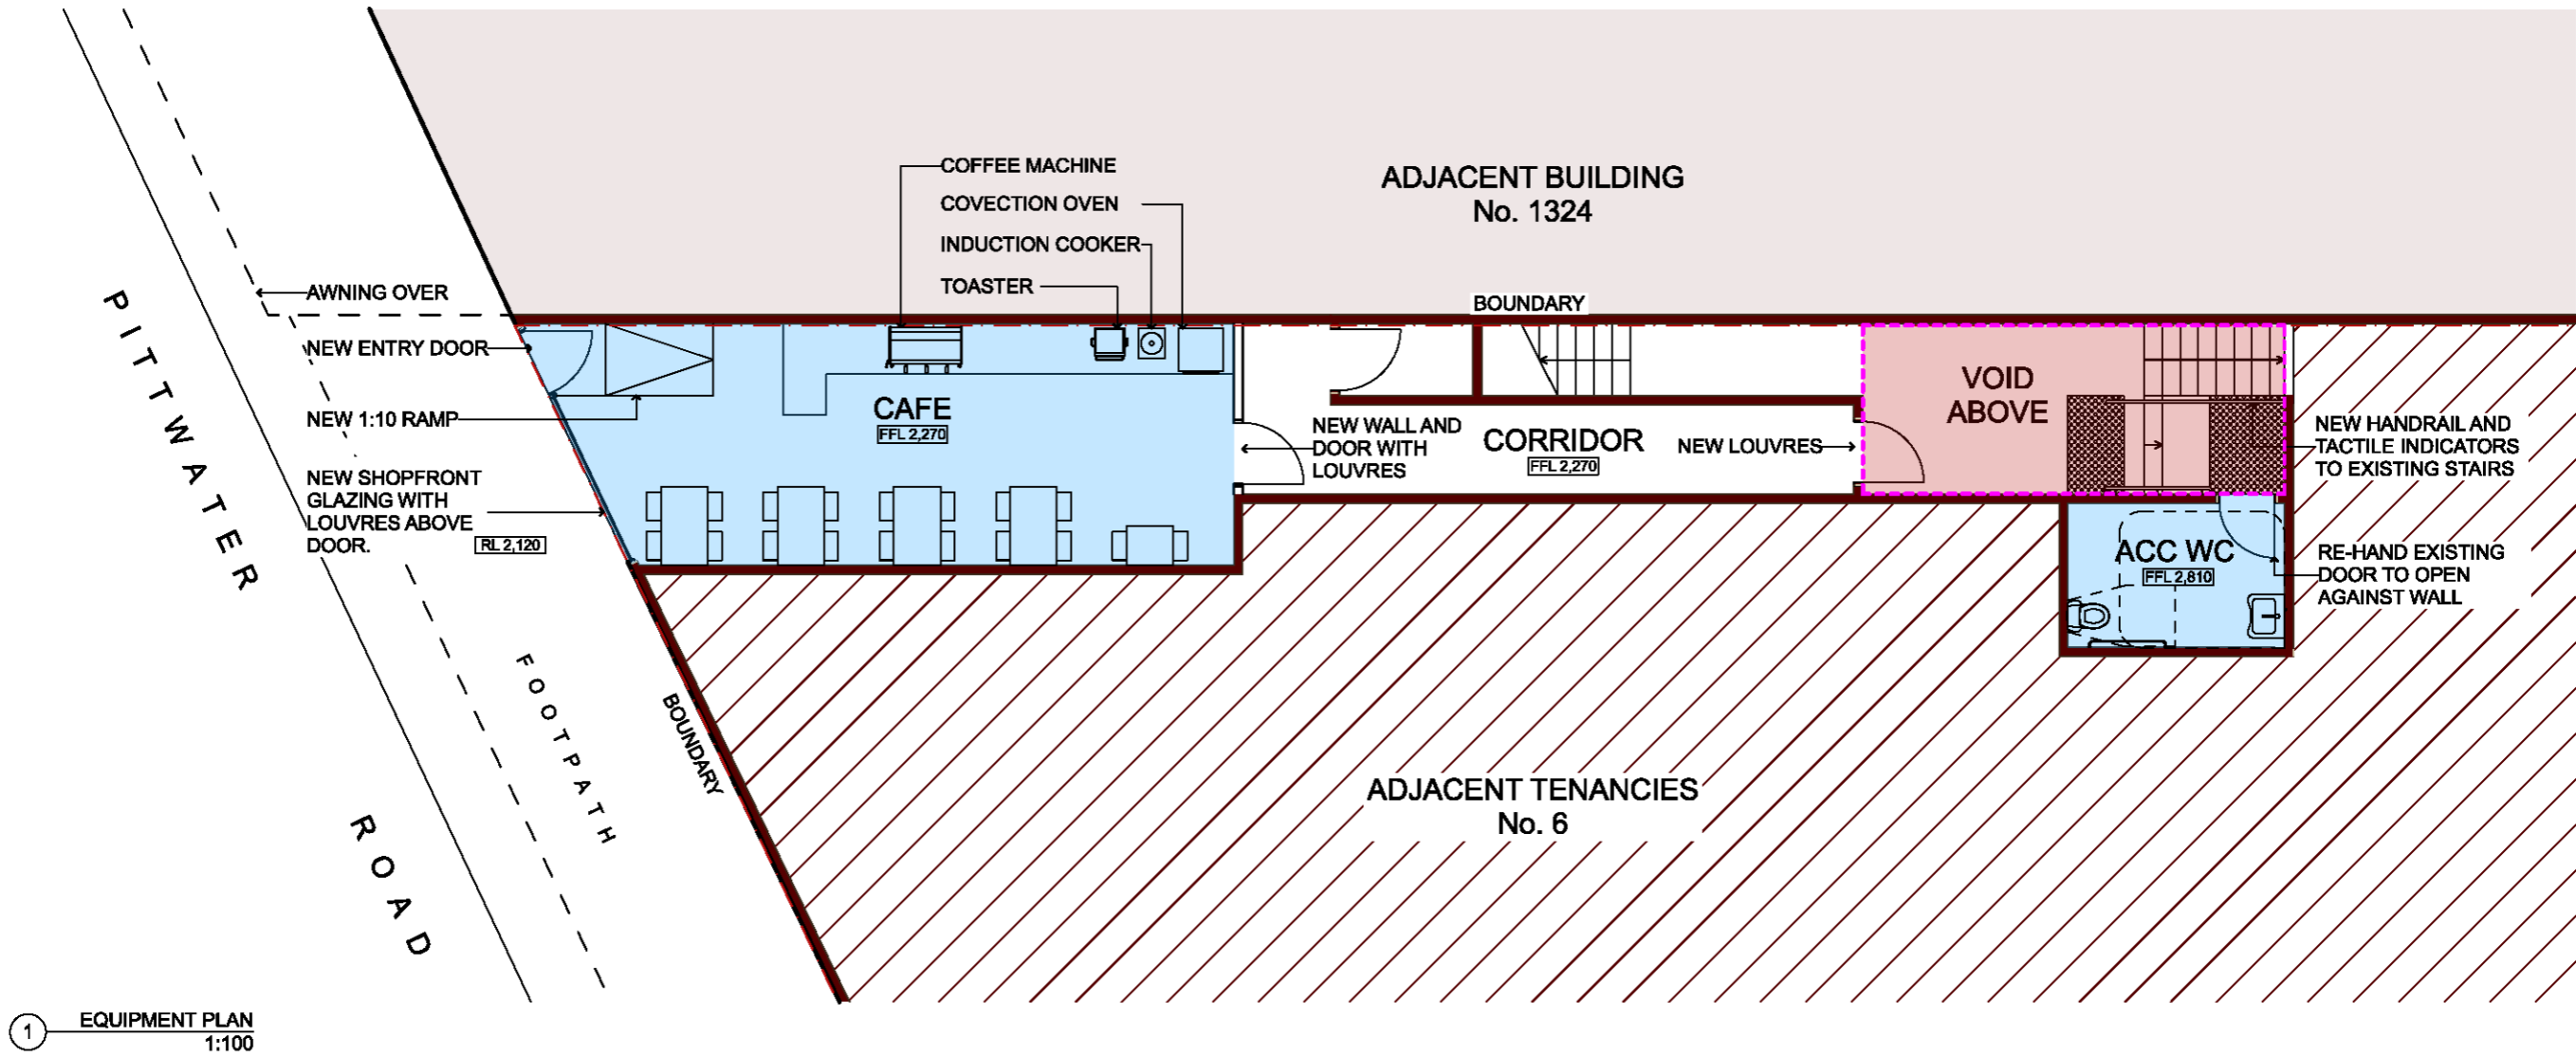 COFFEE MACHINE
COVECTION OVEN
INDUCTION COOKER
TOASTER
ADJACENT BUILDING
No. 1324
BOUNDARY
AWNING OVER
NEW ENTRY DOOR
NEW 1:10 RAMP
NEW SHOPFRONT
GLAZING WITH
LOUVRES ABOVE
DOOR.
RL 2,120
PITTWATER
ROAD
FOOTPATH
BOUNDARY
CAFE
FFL 2,270
NEW WALL AND
DOOR WITH
LOUVRES
CORRIDOR
FFL 2,270
NEW LOUVRES
VOID
ABOVE
NEW HANDRAIL AND
TACTILE INDICATORS
TO EXISTING STAIRS
ACC WC
FFL 2,810
RE-HAND EXISTING
DOOR TO OPEN
AGAINST WALL
ADJACENT TENANCIES
No. 6
1
EQUIPMENT PLAN
1:100